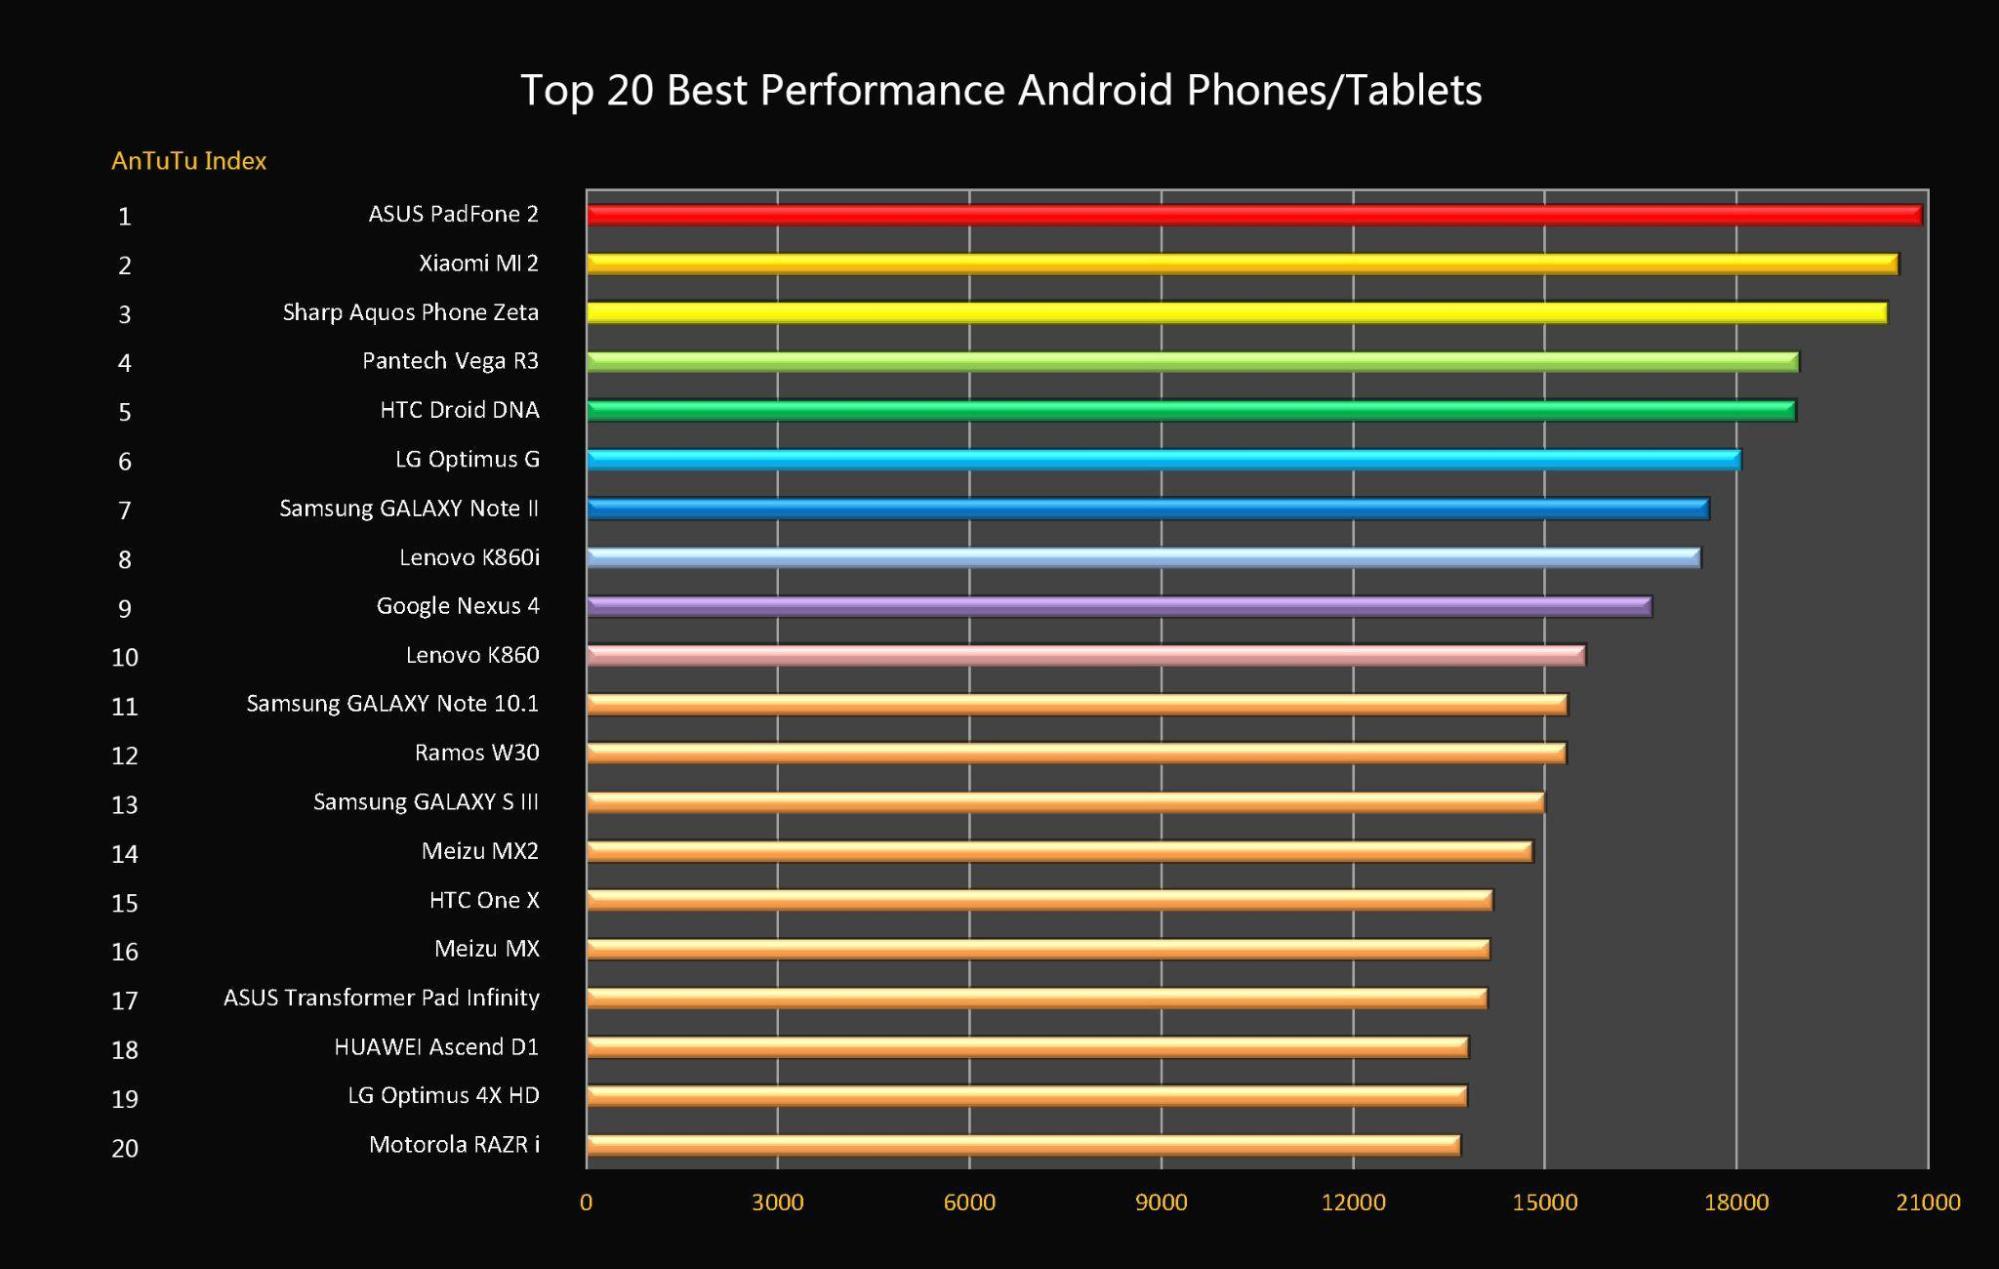 Top 20 Best Performance Android Phones/Tablets
AnTuTu Index
1 ASUS PadFone 2
2 Xiaomi MI 2
3 Sharp Aquos Phone Zeta
4 Pantech Vega R3
5 HTC Droid DNA
6 LG Optimus G
7 Samsung GALAXY Note II
8 Lenovo K860i
9 Google Nexus 4
10 Lenovo K860
11 Samsung GALAXY Note 10.1
12 Ramos W30
13 Samsung GALAXY S III
14 Meizu MX2
15 HTC One X
16 Meizu MX
17 ASUS Transformer Pad Infinity
18 HUAWEI Ascend D1
19 LG Optimus 4X HD
20 Motorola RAZR i
0 3000 6000 9000 12000 15000 18000 21000